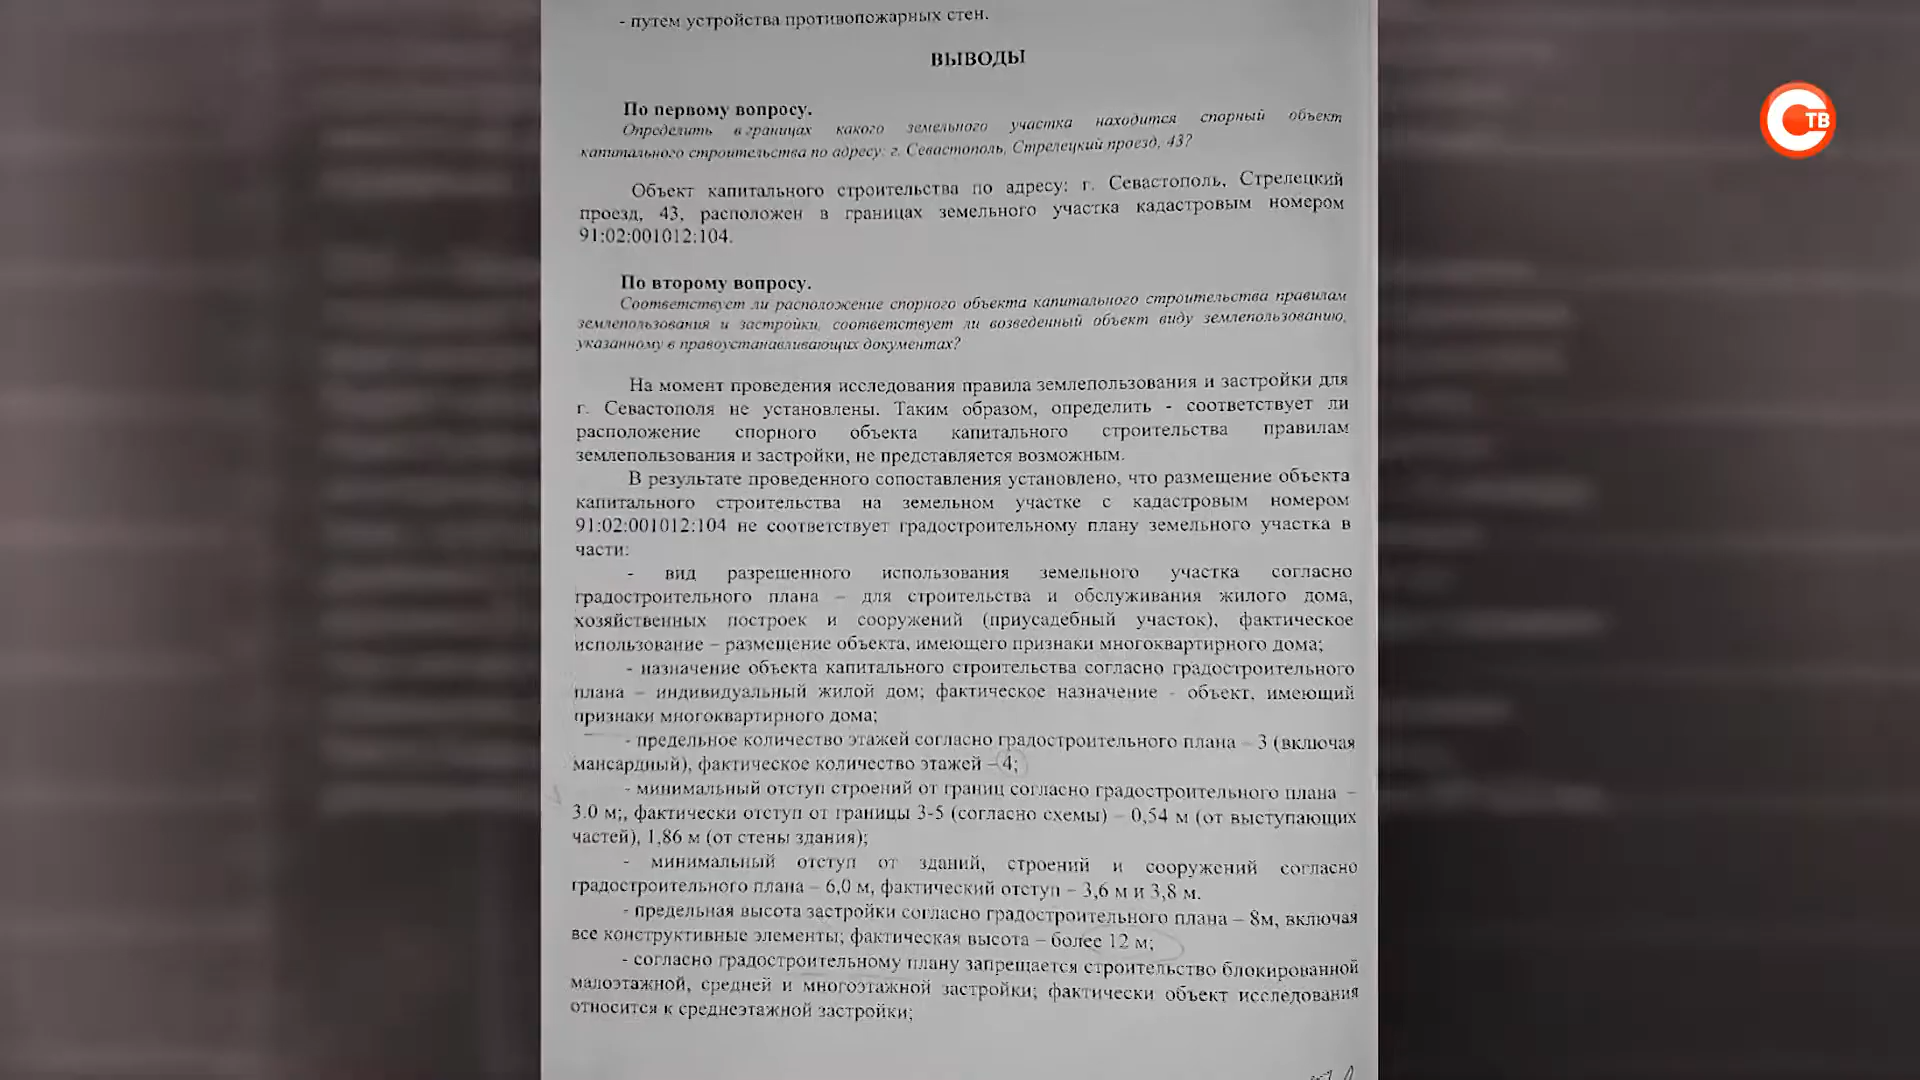 - путем устройства противопожарных стен.
ВЫВОДЫ
По первому вопросу.
Определить в границах какого земельного участка находится спорный объект
капитального строительства по адресу: г. Севастополь, Стрелецкий проезд, 43?
Объект капитального строительства по адресу: г. Севастополь, Стрелецкий
проезд, 43, расположен в границах земельного участка кадастровым номером
91:02:001012:104.
По второму вопросу.
Соответствует ли расположение спорного объекта капитального строительства правилам
землепользования и застройки, соответствует ли возведенный объект виду землепользованию,
указанному в правоустанавливающих документах?
На момент проведения исследования правила землепользования и застройки для
г. Севастополя не установлены. Таким образом, определить - соответствует ли
расположение спорного объекта капитального строительства правилам
землепользования и застройки, не представляется возможным.
В результате проведенного сопоставления установлено, что размещение объекта
капитального строительства на земельном участке с кадастровым номером
91:02:001012:104 не соответствует градостроительному плану земельного участка в
части:
- вид разрешенного использования земельного участка согласно
градостроительного плана – для строительства и обслуживания жилого дома,
хозяйственных построек и сооружений (приусадебный участок), фактическое
использование – размещение объекта, имеющего признаки многоквартирного дома;
- назначение объекта капитального строительства согласно градостроительного
плана – индивидуальный жилой дом; фактическое назначение - объект, имеющий
признаки многоквартирного дома;
- предельное количество этажей согласно градостроительного плана – 3 (включая
мансардный), фактическое количество этажей – 4;
- минимальный отступ строений от границ согласно градостроительного плана –
3.0 м;, фактически отступ от границы 3-5 (согласно схемы) – 0,54 м (от выступающих
частей), 1,86 м (от стены здания);
- минимальный отступ от зданий, строений и сооружений согласно
градостроительного плана – 6,0 м, фактический отступ – 3,6 м и 3,8 м.
- предельная высота застройки согласно градостроительного плана – 8м, включая
все конструктивные элементы; фактическая высота – более 12 м;
- согласно градостроительному плану запрещается строительство блокированной
малоэтажной, средней и многоэтажной застройки; фактически объект исследования
относится к среднеэтажной застройки;
СТВ